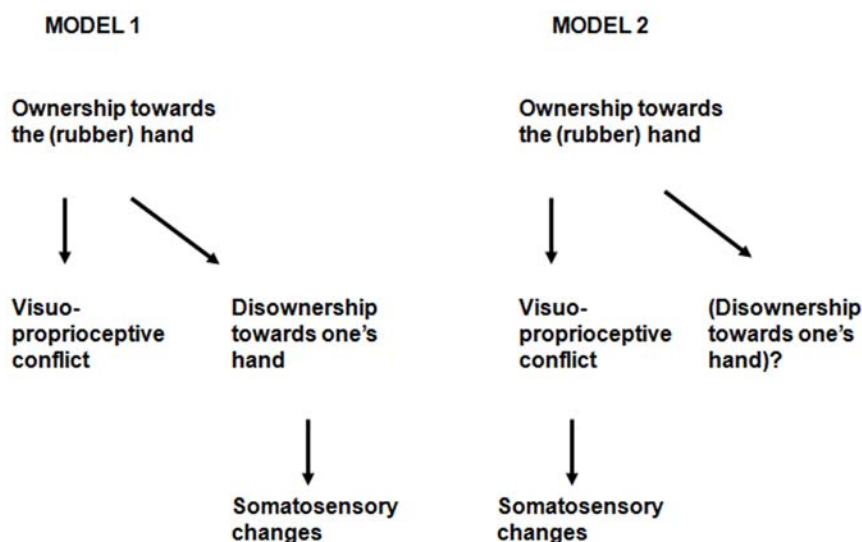 MODEL 1
Ownership towards
the (rubber) hand
Visuo-
proprioceptive
conflict
Disownership
towards one's
hand
Somatosensory
changes
MODEL 2
Ownership towards
the (rubber) hand
Visuo-
proprioceptive
conflict
(Disownership
towards one's
hand)?
Somatosensory
changes